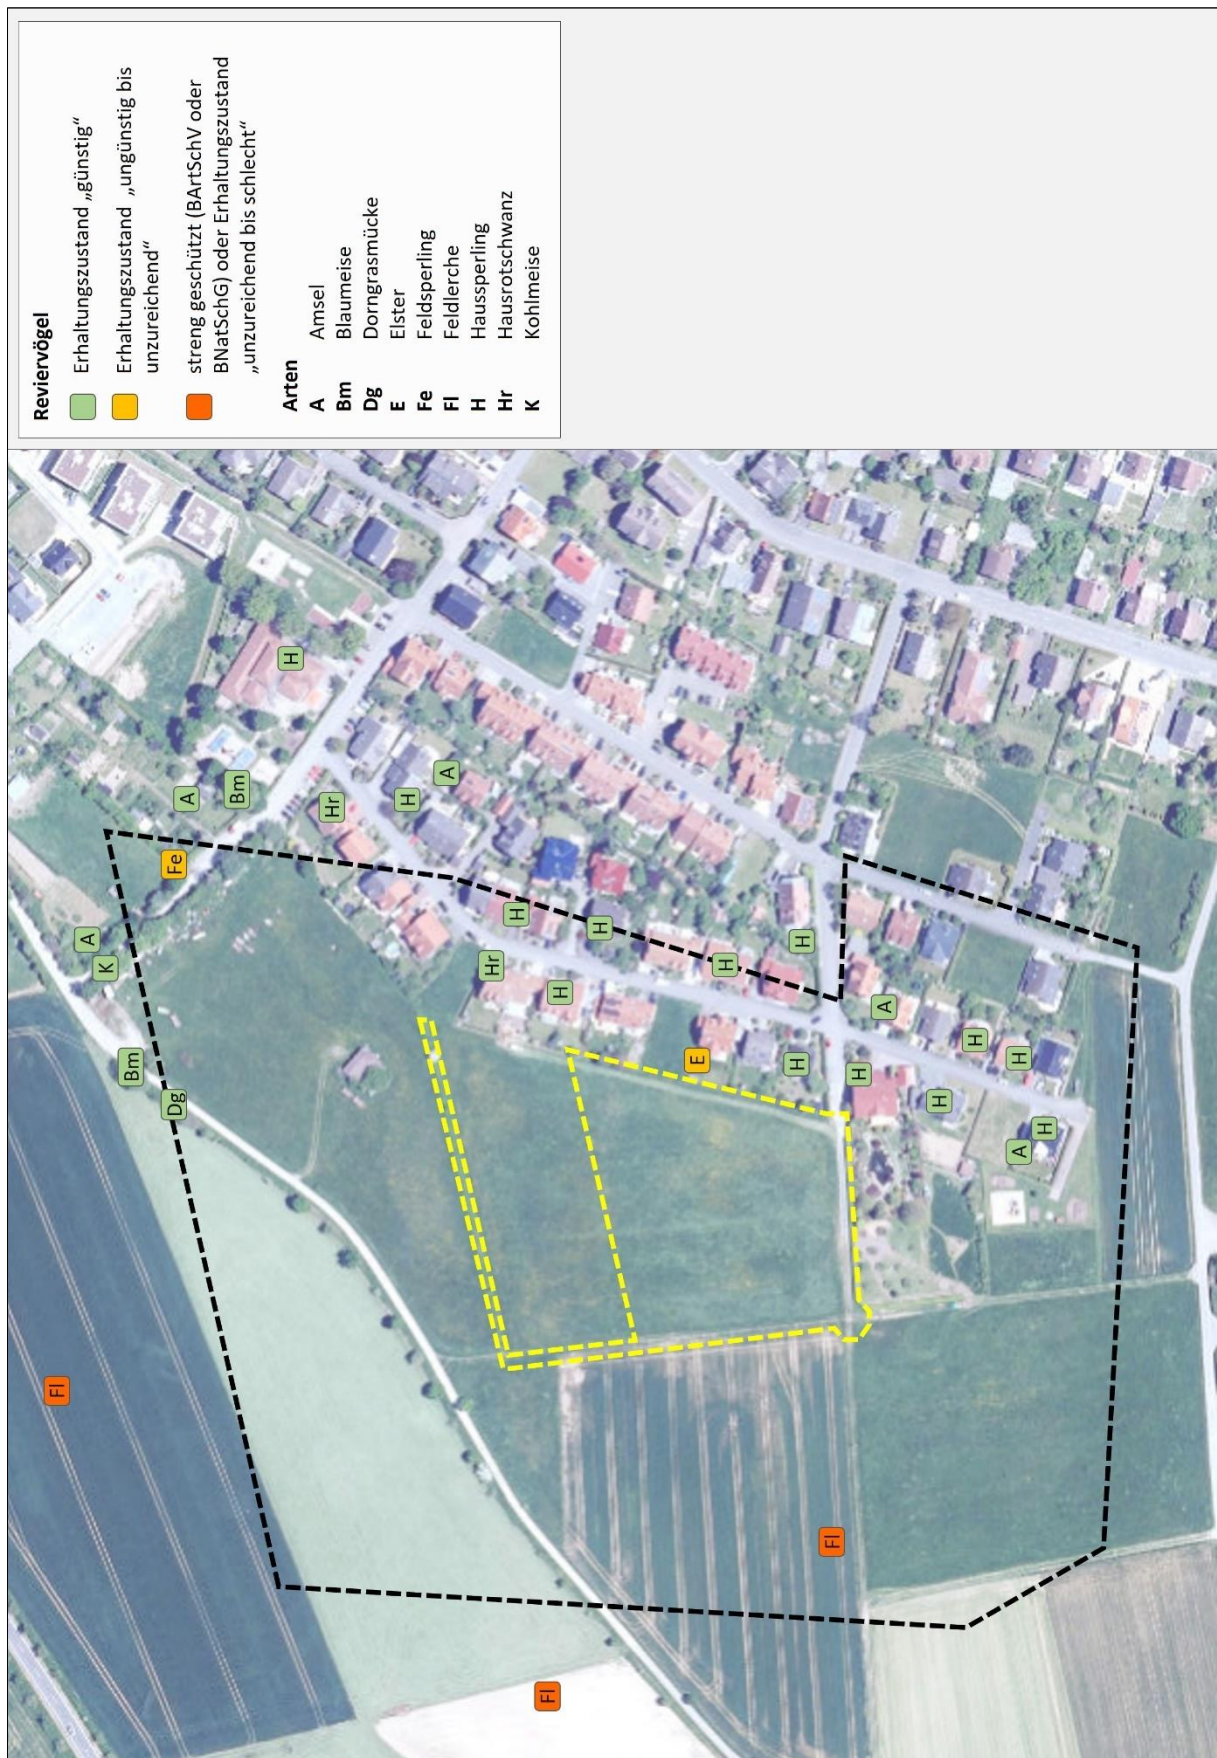 Reviervögel
Erhaltungszustand „günstig“
Erhaltungszustand „ungünstig bis
unzureichend“
streng geschützt (BArtSchV oder
BNatSchG) oder Erhaltungszustand
„unzureichend bis schlecht“
Arten
A Amsel
Bm Blaumeise
Dg Dorngrasmücke
E Elster
Fe Feldsperling
Fl Feldlerche
H Haussperling
Hr Hausrotschwanz
K Kohlmeise
Fl
A
K
Bm
Dg
Fe
A
Bm
H
Hr
H
A
Hr
H
Fl
H
H
E
H
H
H
Fl
H
A
H
H
A
H
H